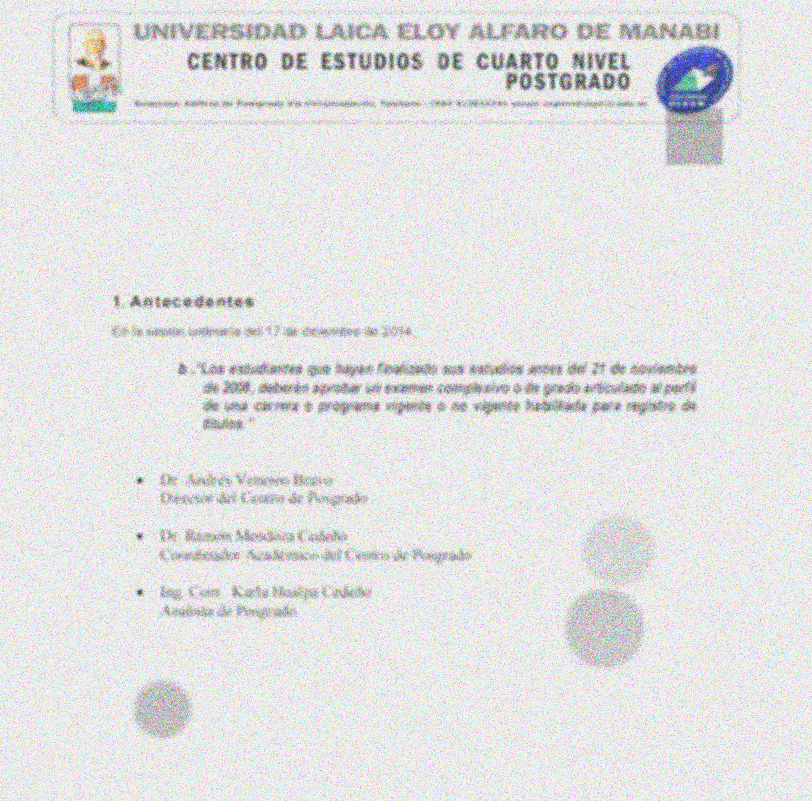 UNIVERSIDAD LAICA ELOY ALFARO DE MANABI
CENTRO DE ESTUDIOS DE CUARTO NIVEL
POSTGRADO
1. Antecedentes
En la sesión ordinaria del 17 de diciembre de 2014
b ."Los estudiantes que hayan finalizado sus estudios antes del 21 de noviembre
de 2008, deberán aprobar un examen complexivo o de grado articulado al perfil
de una carrera o programa vigente o no vigente habilitada para registro de
títulos."
• Dr. Andrés Venereo Bravo
Director del Centro de Posgrado
• Dr. Ramón Mendoza Cedeño
Coordinador Académico del Centro de Posgrado
• Ing. Com. Karla Hualpa Cedeño
Analista de Posgrado